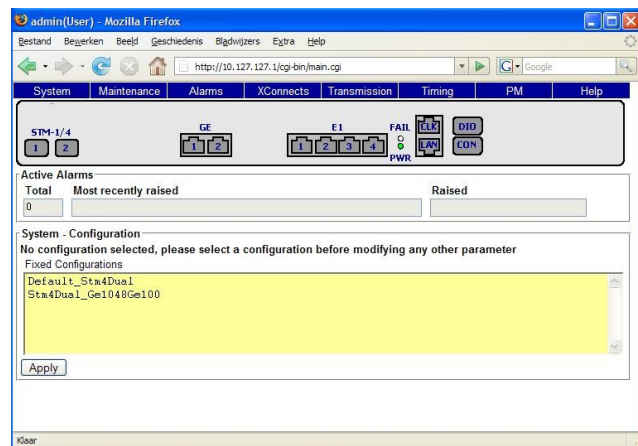 admin(User) - Mozilla Firefox
Bestand Bewerken Beeld Geschiedenis Bladwijzers Extra Help
http://10.127.127.1/cgi-bin/main.cgi
G Google
System Maintenance Alarms XConnects Transmission Timing PM Help
STM-1/4 GE E1 FAIL CLK DIO
1 2 1 2 1 2 3 4 PWR LAN CON
Active Alarms
Total Most recently raised Raised
0
System - Configuration
No configuration selected, please select a configuration before modifying any other parameter
Fixed Configurations
Default_Stm4Dual
Stm4Dual_Ge1048Ge100
Apply
Klaar